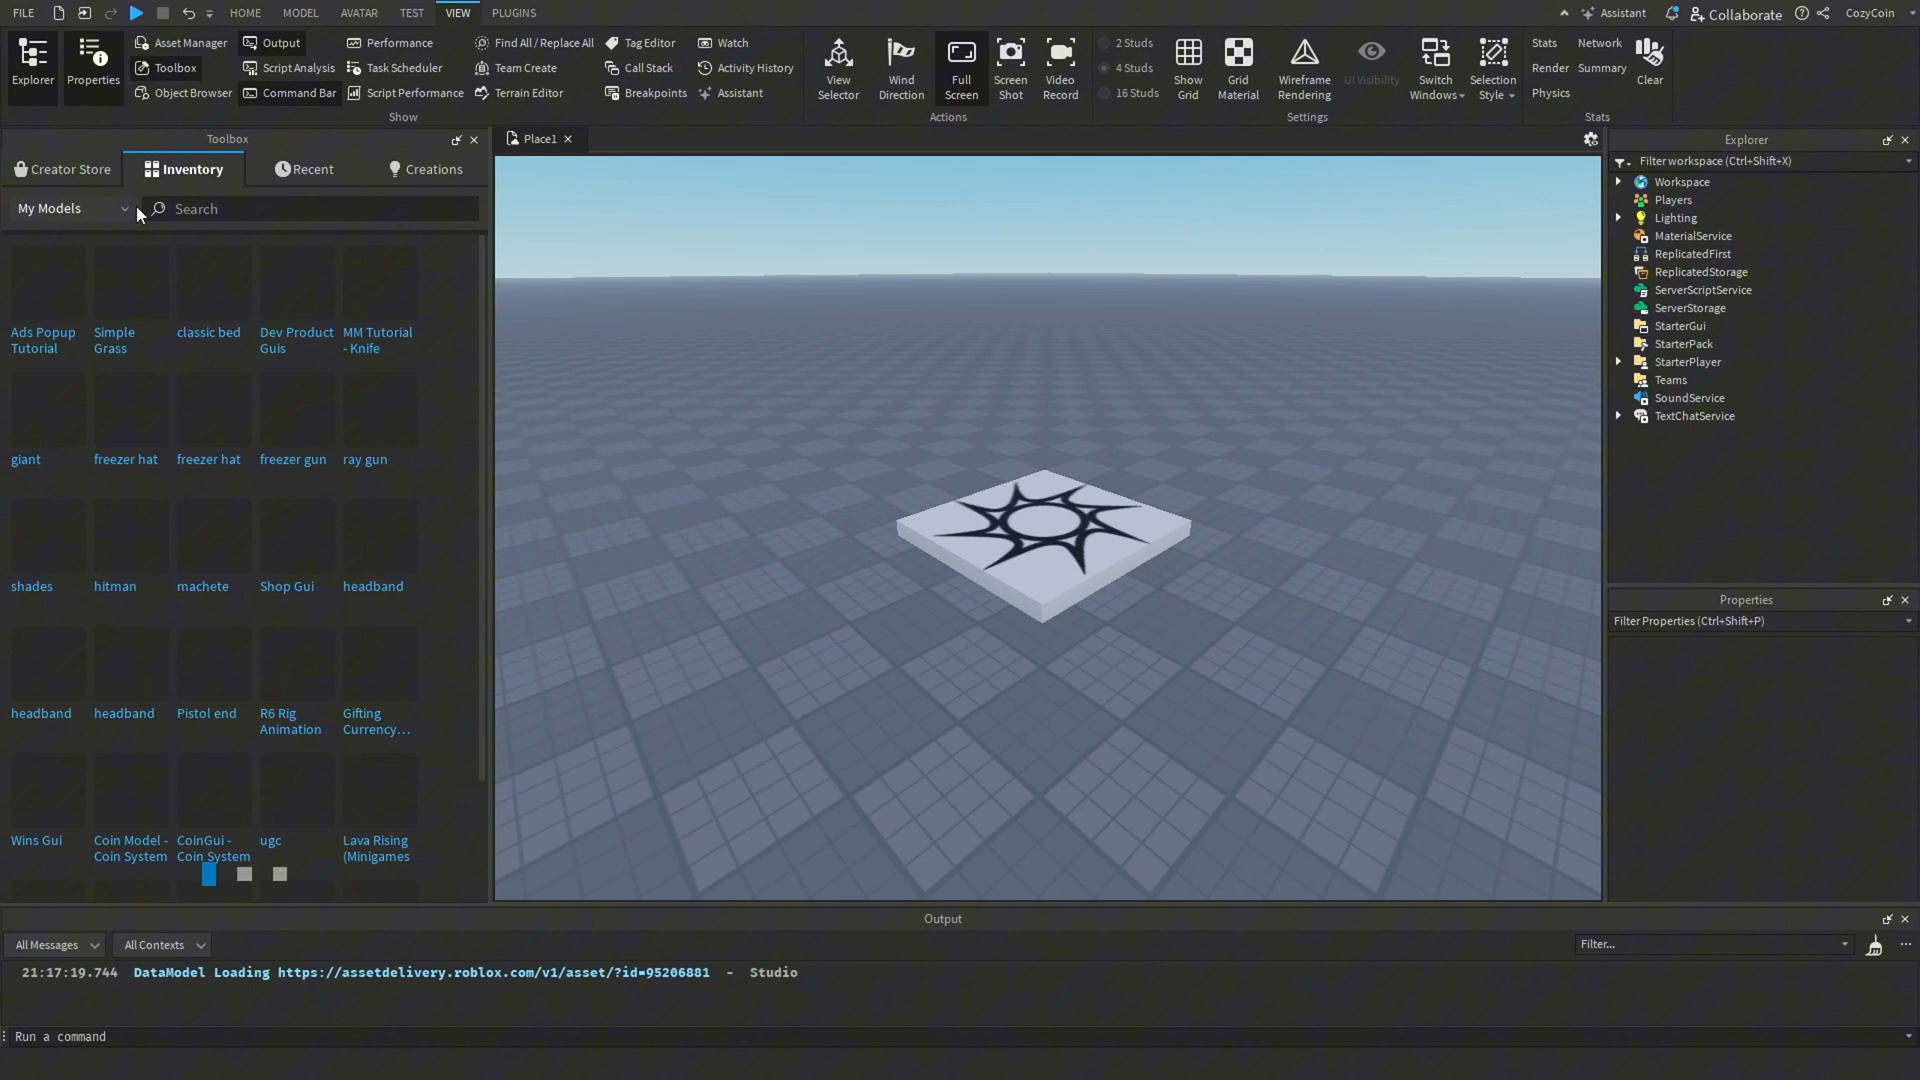 FILE HOME MODEL AVATAR TEST VIEW PLUGINS Assistant Collaborate CozyCoin
Explorer
Properties
Asset Manager
Toolbox
Object Browser
Output
Script Analysis
Command Bar
Performance
Task Scheduler
Script Performance
Find All / Replace All
Team Create
Terrain Editor
Tag Editor
Call Stack
Breakpoints
Watch
Activity History
Assistant
Show
View
Selector
Wind
Direction
Full
Screen
Screen
Shot
Video
Record
Actions
2 Studs
4 Studs
16 Studs
Show
Grid
Grid
Material
Wireframe
Rendering
UI Visibility
Switch
Windows
Selection
Style
Settings
Stats
Render
Physics
Network
Summary
Clear
Stats
Toolbox
Creator Store Inventory Recent Creations
My Models Search
Ads Popup
Tutorial
Simple
Grass
classic bed
Dev Product
Guis
MM Tutorial
- Knife
giant freezer hat freezer hat freezer gun ray gun
shades hitman machete Shop Gui headband
headband headband Pistol end
R6 Rig
Animation
Gifting
Currency...
Wins Gui
Coin Model -
Coin System
CoinGui -
Coin System
ugc
Lava Rising
(Minigames
Place1
Explorer
Filter workspace (Ctrl+Shift+X)
Workspace
Players
Lighting
MaterialService
ReplicatedFirst
ReplicatedStorage
ServerScriptService
ServerStorage
StarterGui
StarterPack
StarterPlayer
Teams
SoundService
TextChatService
Properties
Filter Properties (Ctrl+Shift+P)
Output
All Messages All Contexts Filter...
21:17:19.744 DataModel Loading https://assetdelivery.roblox.com/v1/asset/?id=95206881 - Studio
Run a command